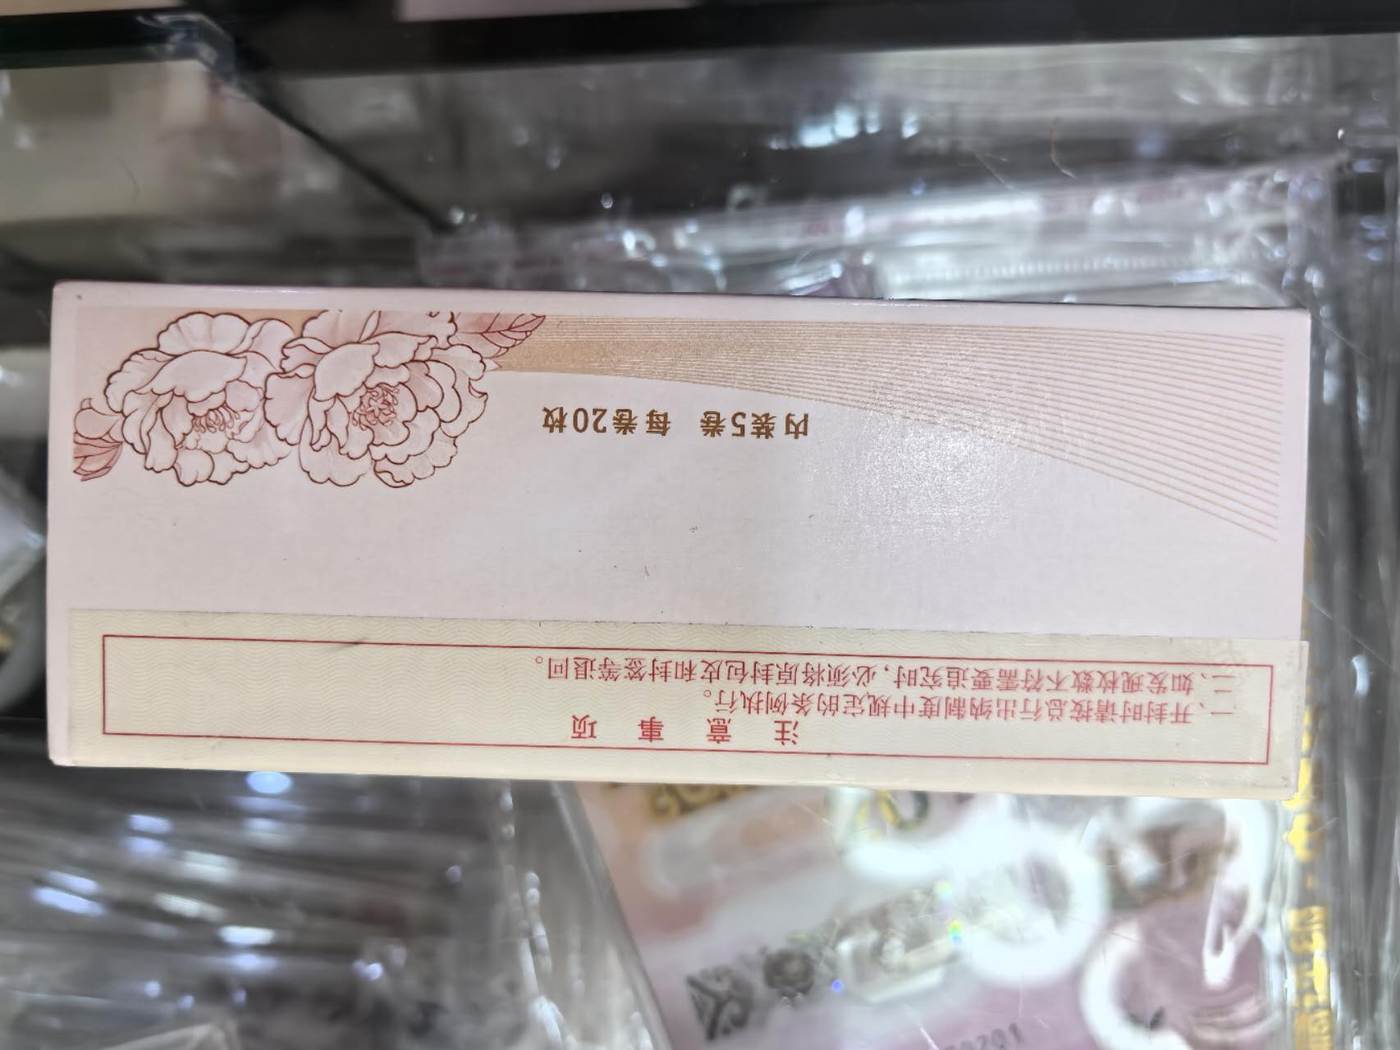 注意事项
一、开封时请按总行出纳制度中规定的条例执行。
二、如发现枚数不符需要追究时，必须将原封包皮和封签等退回。
内装5卷 每卷20枚